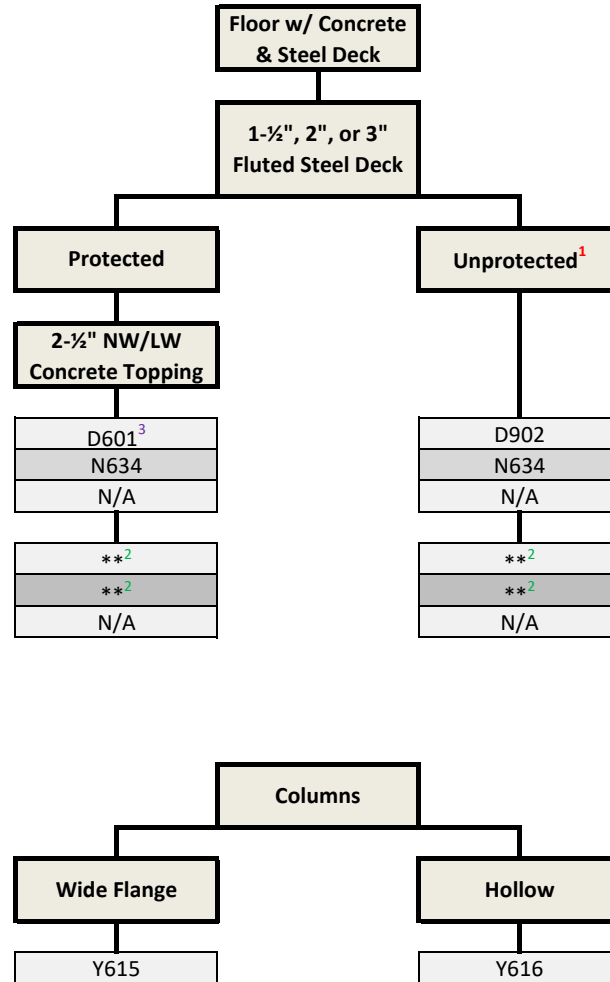 Floor w/ Concrete
& Steel Deck
1-½", 2", or 3"
Fluted Steel Deck
Protected
Unprotected¹
2-½" NW/LW
Concrete Topping
D601³
N634
N/A
D902
N634
N/A
**²
**²
N/A
**²
**²
N/A
Columns
Wide Flange
Hollow
Y615
Y616